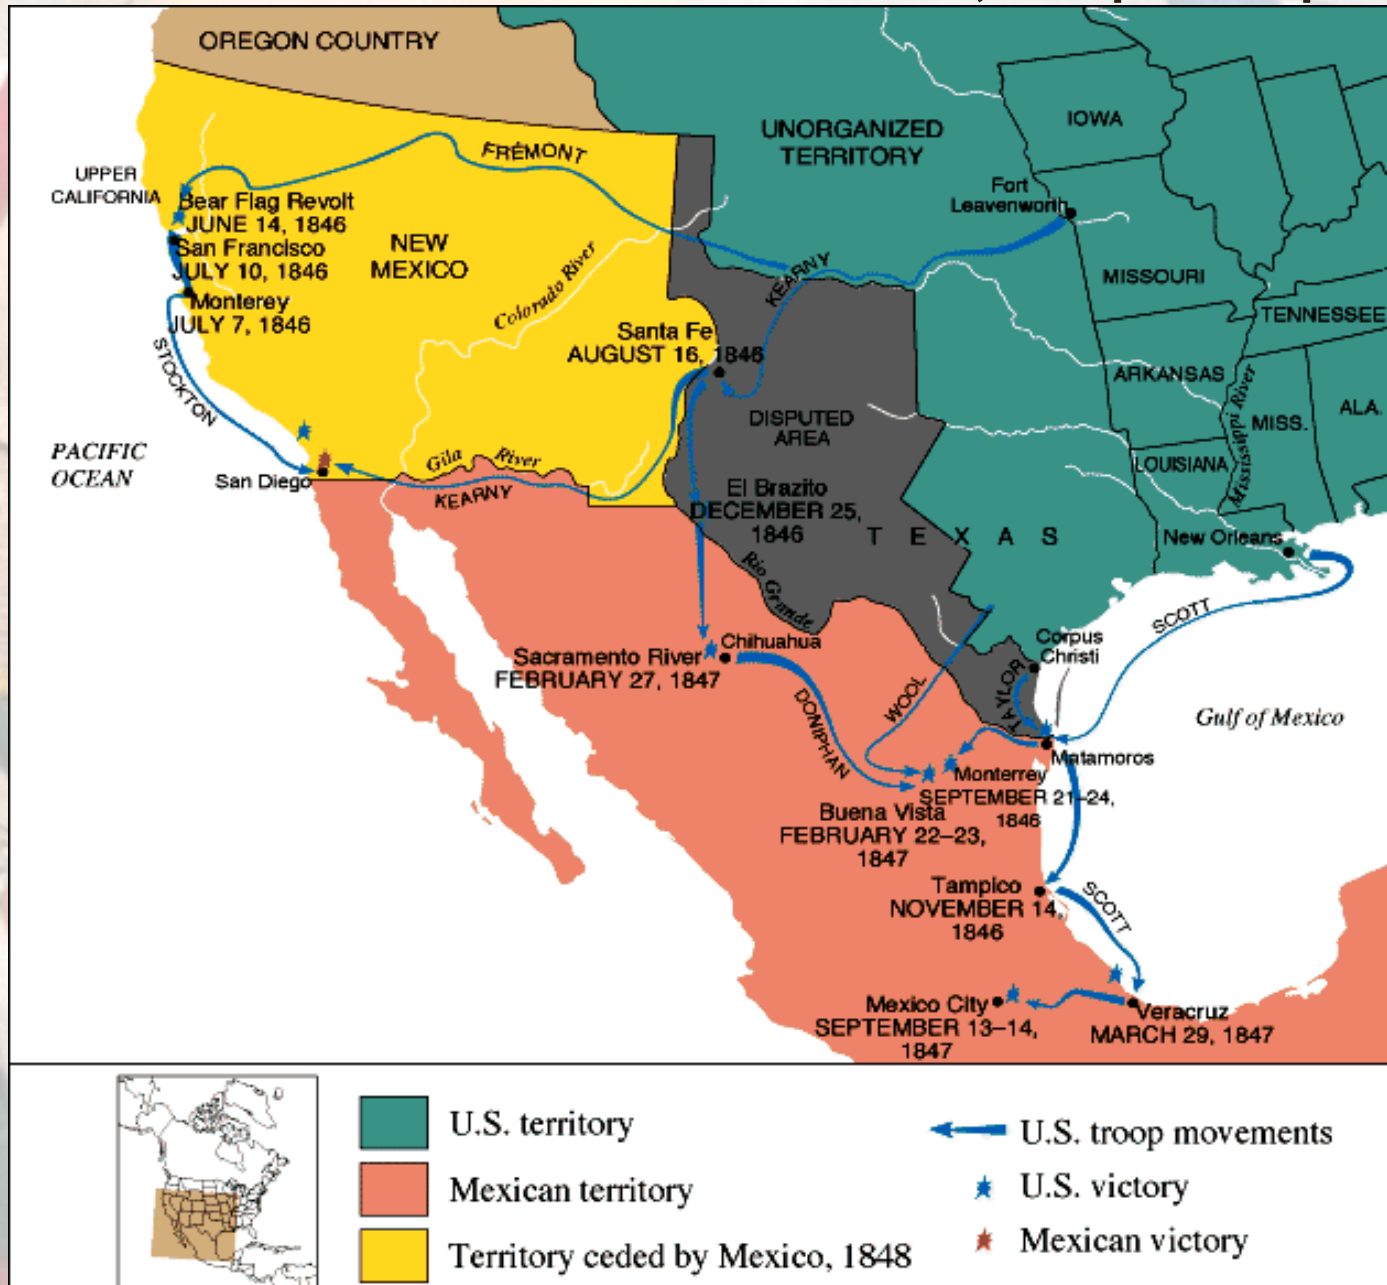 OREGON COUNTRY
UNORGANIZED
TERRITORY
IOWA
FRÉMONT
UPPER
CALIFORNIA
Bear Flag Revolt
JUNE 14, 1846
San Francisco
JULY 10, 1846
Monterey
JULY 7, 1846
NEW
MEXICO
Colorado River
Fort
Leavenworth
KEARNY
MISSOURI
TENNESSEE
Santa Fe
AUGUST 16, 1846
STOCKTON
ARKANSAS
Mississippi River
MISS.
ALA.
DISPUTED
AREA
PACIFIC
OCEAN
San Diego
Gila River
KEARNY
LOUISIANA
El Brazito
DECEMBER 25,
1846
TEXAS
New Orleans
Rio Grande
SCOTT
Chihuahua
Sacramento River
FEBRUARY 27, 1847
Corpus
Christi
TAYLOR
WOOL
DONIPHAN
Gulf of Mexico
Matamoros
Monterrey
SEPTEMBER 21–24,
1846
Buena Vista
FEBRUARY 22–23,
1847
Tampico
NOVEMBER 14,
1846
SCOTT
Mexico City
SEPTEMBER 13–14,
1847
Veracruz
MARCH 29, 1847
U.S. territory
Mexican territory
Territory ceded by Mexico, 1848
U.S. troop movements
U.S. victory
Mexican victory